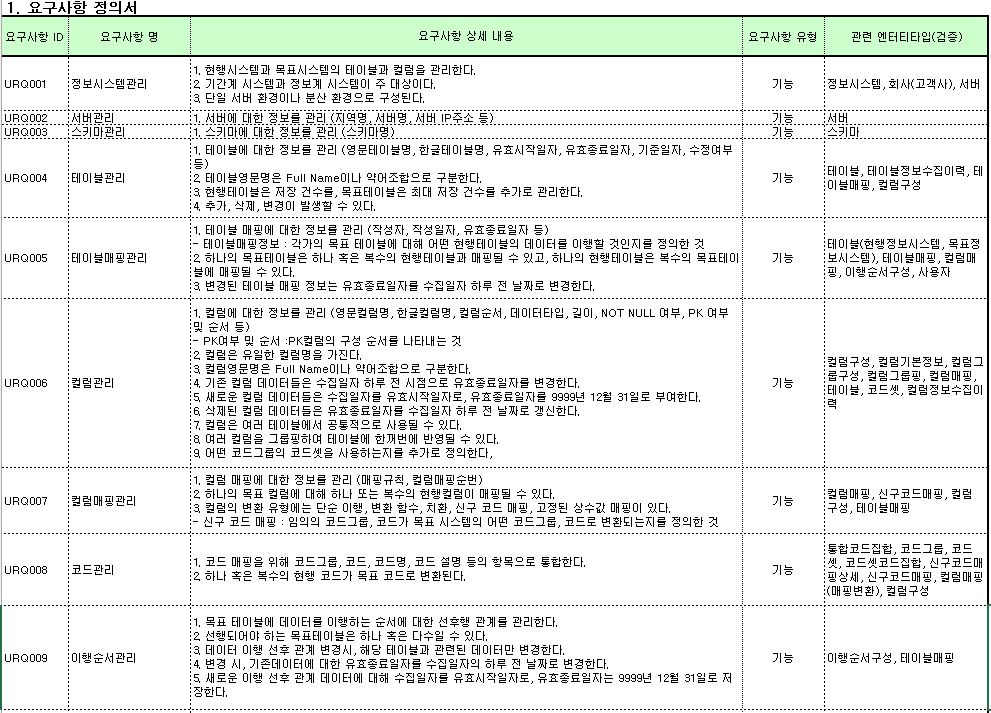 1. 요구사항 정의서
요구사항 ID 요구사항 명 요구사항 상세 내용 요구사항 유형 관련 엔터티타입(검증)
URQ001 정보시스템관리
1. 현행시스템과 목표시스템의 테이블과 컬럼을 관리한다.
2. 기간계 시스템과 정보계 시스템이 주 대상이다.
3. 단일 서버 환경이나 분산 환경으로 구성된다.
기능
정보시스템, 회사(고객사), 서버
URQ002 서버관리
1. 서버에 대한 정보를 관리 (지역명, 서버명, 서버 IP주소 등)
기능
서버
URQ003 스키마관리
1. 스키마에 대한 정보를 관리 (스키마명)
기능
스키마
URQ004 테이블관리
1. 테이블에 대한 정보를 관리 (영문테이블명, 한글테이블명, 유효시작일자, 유효종료일자, 기준일자, 수정여부
등)
2. 테이블영문명은 Full Name이나 약어조합으로 구분한다.
3. 현행테이블은 저장 건수를, 목표테이블은 최대 저장 건수를 추가로 관리한다.
4. 추가, 삭제, 변경이 발생할 수 있다.
기능
테이블, 테이블정보수집이력, 테
이블매핑, 컬럼구성
URQ005 테이블매핑관리
1. 테이블 매핑에 대한 정보를 관리 (작성자, 작성일자, 유효종료일자 등)
- 테이블매핑정보 : 각가의 목표 테이블에 대해 어떤 현행테이블의 데이터를 이행할 것인지를 정의한 것
2. 하나의 목표테이블은 하나 혹은 복수의 현행테이블과 매핑될 수 있고, 하나의 현행테이블은 복수의 목표테이
블에 매핑될 수 있다.
3. 변경된 테이블 매핑 정보는 유효종료일자를 수집일자 하루 전 날짜로 변경한다.
기능
테이블(현행정보시스템, 목표정
보시스템), 테이블매핑, 컬럼매
핑, 이행순서구성, 사용자
URQ006 컬럼관리
1. 컬럼에 대한 정보를 관리 (영문컬럼명, 한글컬럼명, 컬럼순서, 데이터타입, 길이, NOT NULL 여부, PK 여부
및 순서 등)
- PK여부 및 순서 :PK컬럼의 구성 순서를 나타내는 것
2. 컬럼은 유일한 컬럼명을 가진다.
3. 컬럼영문명은 Full Name이나 약어조합으로 구분한다.
4. 기존 컬럼 데이터들은 수집일자 하루 전 시점으로 유효종료일자를 변경한다.
5. 새로운 컬럼 데이터들은 수집일자를 유효시작일자로, 유효종료일자를 9999년 12월 31일로 부여한다.
6. 삭제된 컬럼 데이터들은 유효종료일자를 수집일자 하루 전 날짜로 갱신한다.
7. 컬럼은 여러 테이블에서 공통적으로 사용될 수 있다.
8. 여러 컬럼을 그룹핑하여 테이블에 한꺼번에 반영될 수 있다.
9. 어떤 코드그룹의 코드셋을 사용하는지를 추가로 정의한다,
기능
컬럼구성, 컬럼기본정보, 컬럼그
룹구성, 컬럼그룹핑, 컬럼매핑,
테이블, 코드셋, 컬럼정보수집이
력
URQ007 컬럼매핑관리
1. 컬럼 매핑에 대한 정보를 관리 (매핑규칙, 컬럼매핑순번)
2. 하나의 목표 컬럼에 대해 하나 또는 복수의 현행컬럼이 매핑될 수 있다.
3. 컬럼의 변환 유형에는 단순 이행, 변환 함수, 치환, 신구 코드 매핑, 고정된 상수값 매핑이 있다.
- 신구 코드 매핑 : 임의의 코드그룹, 코드가 목표 시스템의 어떤 코드그룹, 코드로 변환되는지를 정의한 것
기능
컬럼매핑, 신구코드매핑, 컬럼
구성, 테이블매핑
URQ008 코드관리
1. 코드 매핑을 위해 코드그룹, 코드, 코드명, 코드 설명 등의 항목으로 통합한다.
2. 하나 혹은 복수의 현행 코드가 목표 코드로 변환된다.
기능
통합코드집합, 코드그룹, 코드
셋, 코드셋코드집합, 신구코드매
핑상세, 신구코드매핑, 컬럼매핑
(매핑변환), 컬럼구성
URQ009 이행순서관리
1. 목표 테이블에 데이터를 이행하는 순서에 대한 선후행 관계를 관리한다.
2. 선행되어야 하는 목표테이블은 하나 혹은 다수일 수 있다.
3. 데이터 이행 선후 관계 변경시, 해당 테이블과 관련된 데이터만 변경한다.
4. 변경 시, 기존데이터에 대한 유효종료일자를 수집일자의 하루 전 날짜로 변경한다.
5. 새로운 이행 선후 관계 데이터에 대해 수집일자를 유효시작일자로, 유효종료일자는 9999년 12월 31일로 저
장한다.
기능
이행순서구성, 테이블매핑